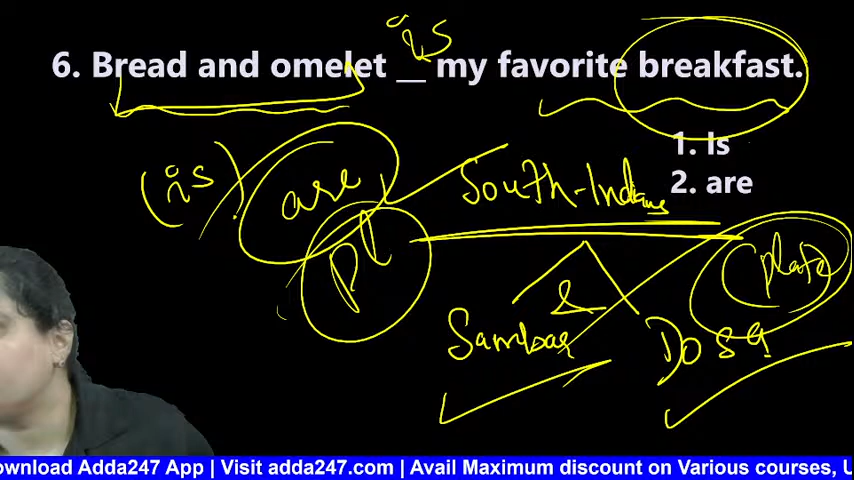 is
6. Bread and omelet __ my favorite breakfast.
1. Is
2. are
(is) are South-Indians
Pl
&
plate
Sambar Dosa
ownload Adda247 App | Visit adda247.com | Avail Maximum discount on Various courses, U